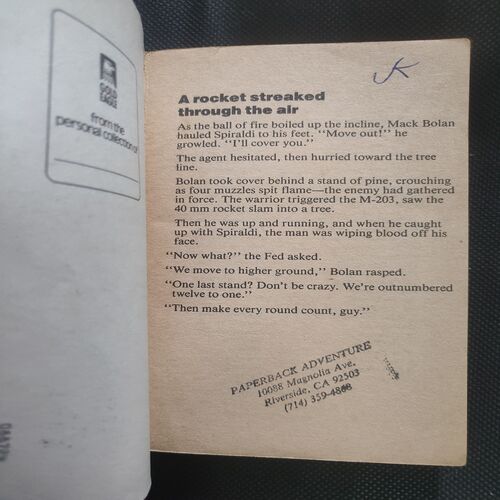 GOLD
EAGLE
from the
personal collection of
A rocket streaked
through the air
As the ball of fire boiled up the incline, Mack Bolan
hauled Spiraldi to his feet. "Move out!" he
growled. "I'll cover you."
The agent hesitated, then hurried toward the tree
line.
Bolan took cover behind a stand of pine, crouching
as four muzzles spit flame—the enemy had gathered
in force. The warrior triggered the M-203, saw the
40 mm rocket slam into a tree.
Then he was up and running, and when he caught
up with Spiraldi, the man was wiping blood off his
face.
"Now what?" the Fed asked.
"We move to higher ground," Bolan rasped.
"One last stand? Don't be crazy. We're outnumbered
twelve to one."
"Then make every round count, guy."
PAPERBACK ADVENTURE
10088 Magnolia Ave.
Riverside, CA 92503
(714) 359-4808